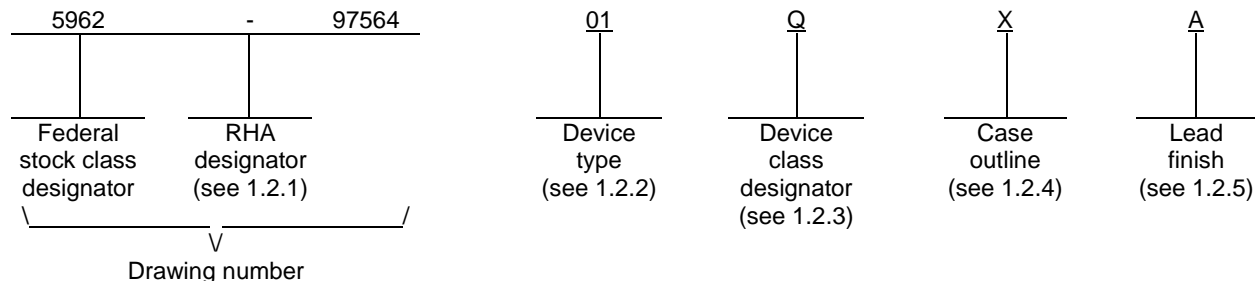 5962 - 97564 01 Q X A
Federal stock class designator
RHA designator (see 1.2.1)
Device type (see 1.2.2)
Device class designator (see 1.2.3)
Case outline (see 1.2.4)
Lead finish (see 1.2.5)
Drawing number